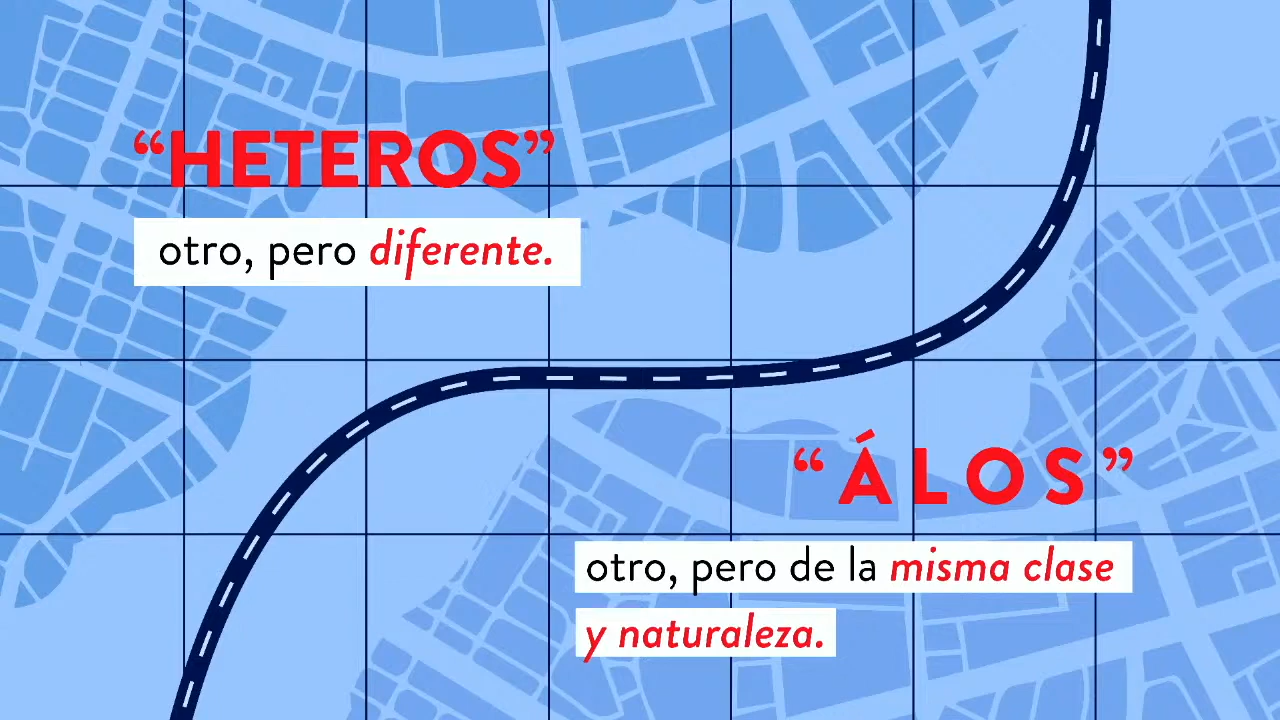 “HETEROS”
otro, pero diferente.
“ÁLOS”
otro, pero de la misma clase
y naturaleza.